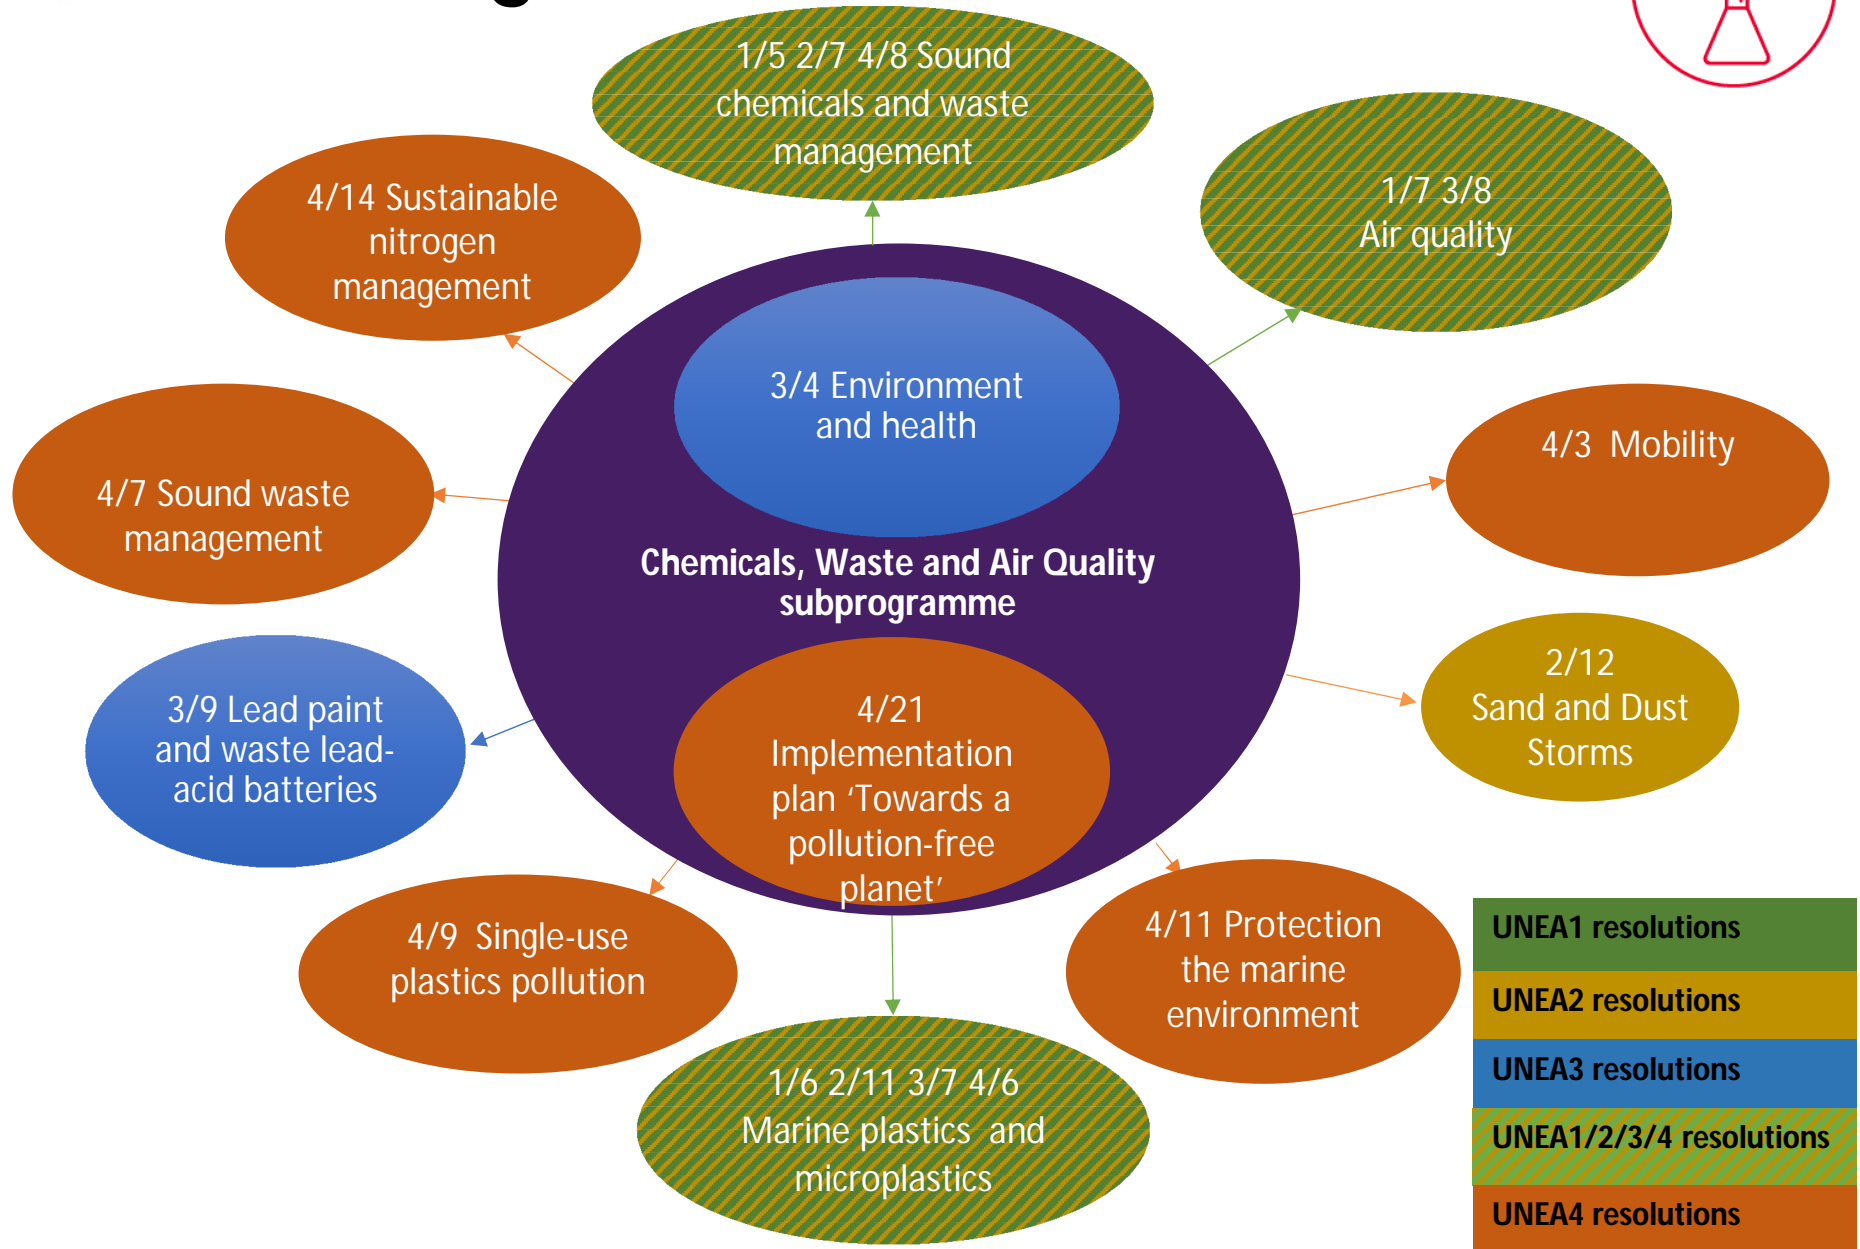 1/5 2/7 4/8 Sound
chemicals and waste
management
4/14 Sustainable
nitrogen
management
1/7 3/8
Air quality
3/4 Environment
and health
4/3 Mobility
4/7 Sound waste
management
Chemicals, Waste and Air Quality
subprogramme
2/12
Sand and Dust
Storms
3/9 Lead paint
and waste lead-
acid batteries
4/21
Implementation
plan ‘Towards a
pollution-free
planet’
4/9 Single-use
plastics pollution
4/11 Protection
the marine
environment
1/6 2/11 3/7 4/6
Marine plastics and
microplastics
UNEA1 resolutions
UNEA2 resolutions
UNEA3 resolutions
UNEA1/2/3/4 resolutions
UNEA4 resolutions